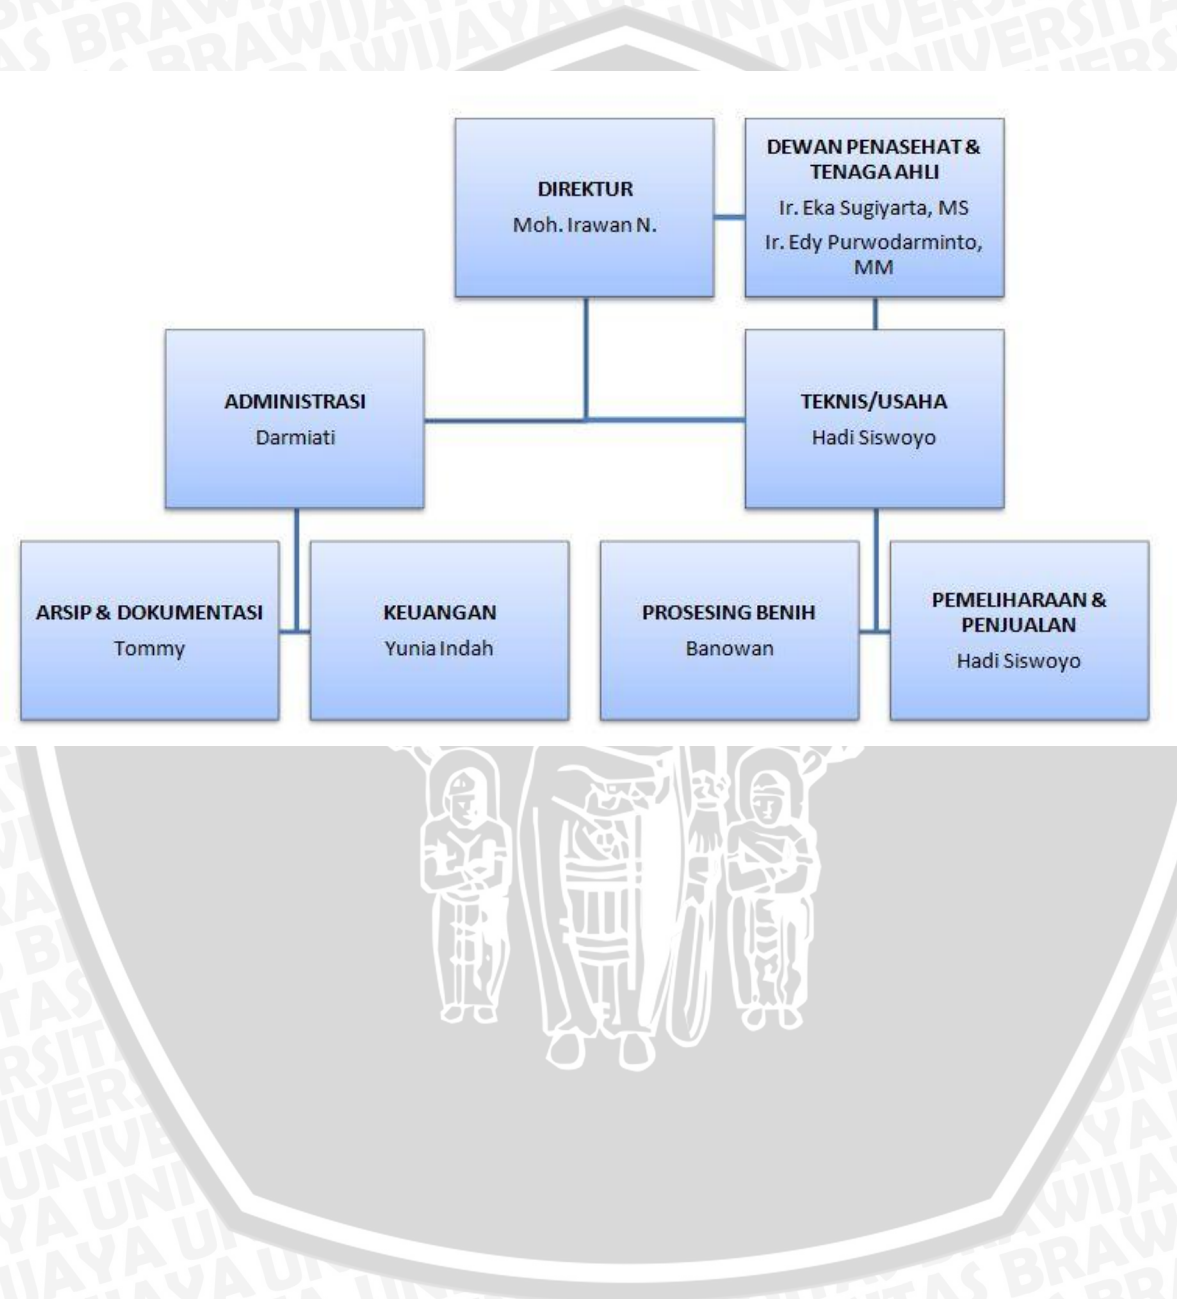 DIREKTUR
Moh. Irawan N.
DEWAN PENASEHAT &
TENAGA AHLI
Ir. Eka Sugiyarta, MS
Ir. Edy Purwodarminto,
MM
ADMINISTRASI
Darmiati
TEKNIS/USAHA
Hadi Siswoyo
ARSIP & DOKUMENTASI
Tommy
KEUANGAN
Yunia Indah
PROSESING BENIH
Banowan
PEMELIHARAAN &
PENJUALAN
Hadi Siswoyo